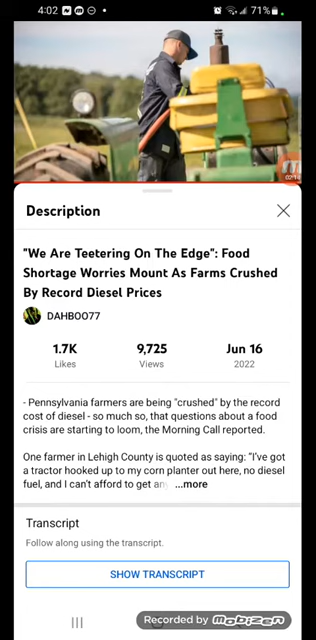 4:02
71%
02:14
Description
"We Are Teetering On The Edge": Food
Shortage Worries Mount As Farms Crushed
By Record Diesel Prices
DAHBOO77
1.7K 9,725 Jun 16
Likes Views 2022
- Pennsylvania farmers are being "crushed" by the record
cost of diesel - so much so, that questions about a food
crisis are starting to loom, the Morning Call reported.
One farmer in Lehigh County is quoted as saying: "I've got
a tractor hooked up to my corn planter out here, no diesel
fuel, and I can't afford to get any ...more
Transcript
Follow along using the transcript.
SHOW TRANSCRIPT
Recorded by mobizen